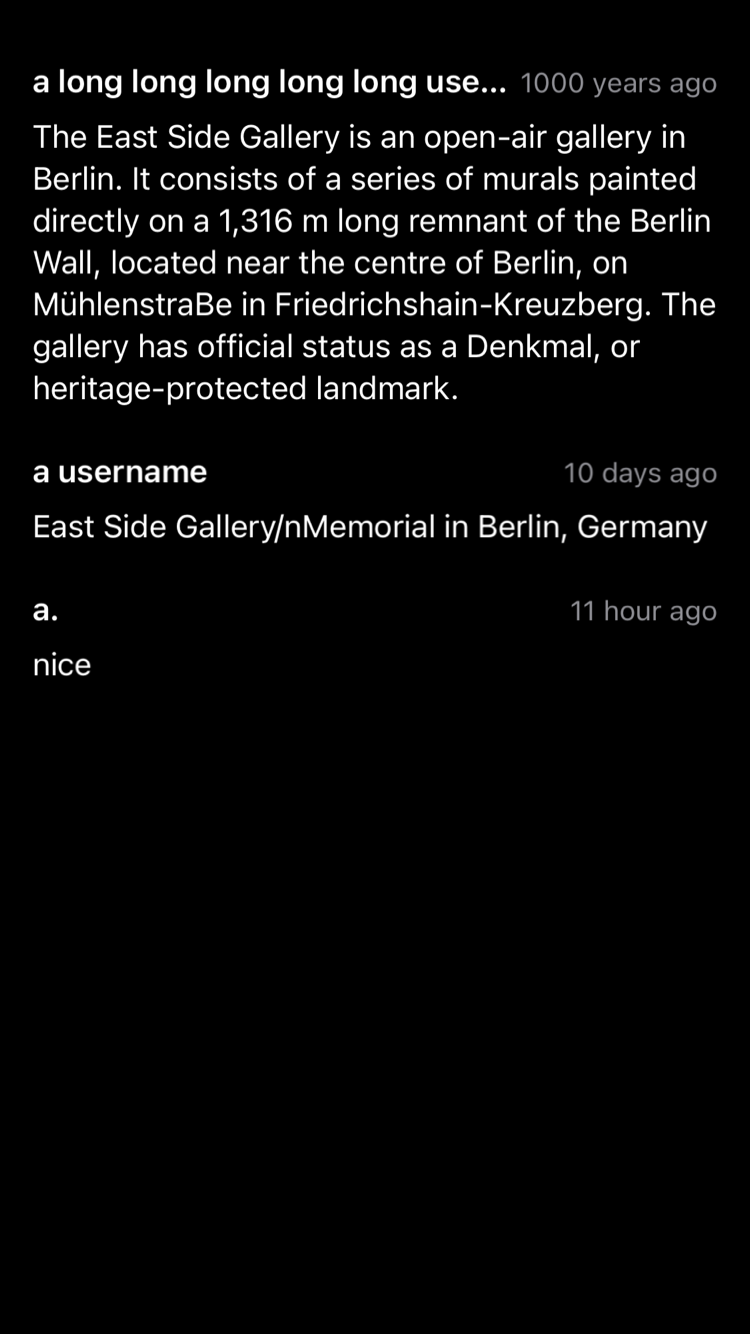 a long long long long long use... 1000 years ago
The East Side Gallery is an open-air gallery in
Berlin. It consists of a series of murals painted
directly on a 1,316 m long remnant of the Berlin
Wall, located near the centre of Berlin, on
MühlenstraBe in Friedrichshain-Kreuzberg. The
gallery has official status as a Denkmal, or
heritage-protected landmark.
a username 10 days ago
East Side Gallery/nMemorial in Berlin, Germany
a. 11 hour ago
nice